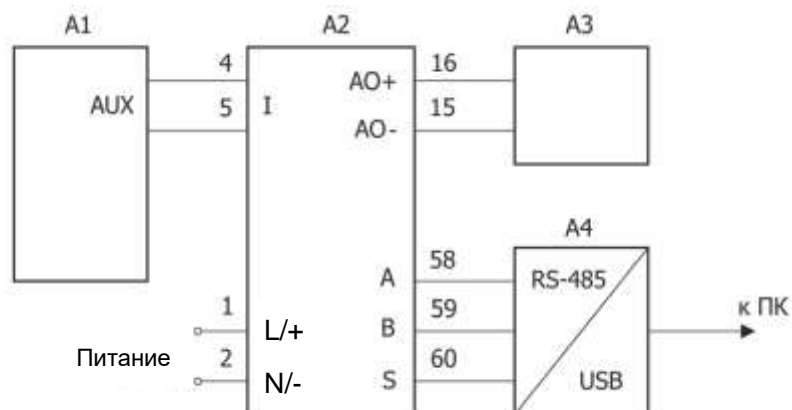 A1 A2 A3
4 16
AO+
AUX 5 I 15
AO-
A4
58
A RS-485
1 59 к ПК
L/+ B
Питание 2 60
N/- S USB